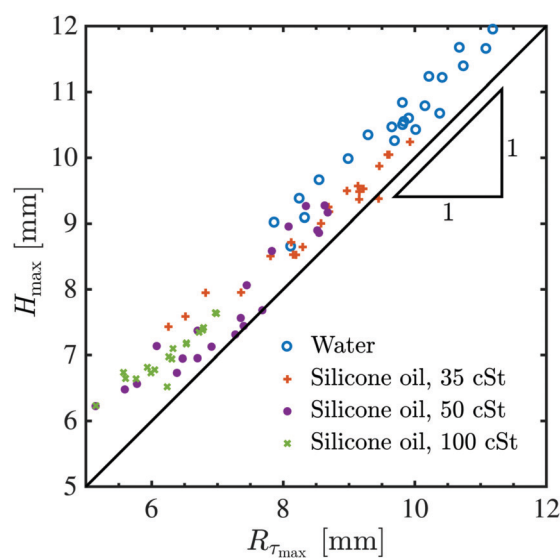 12
11
10
9
8
7
6
5
H_max [mm]
1
1
Water
Silicone oil, 35 cSt
Silicone oil, 50 cSt
Silicone oil, 100 cSt
6
8
10
12
R_τ_max [mm]